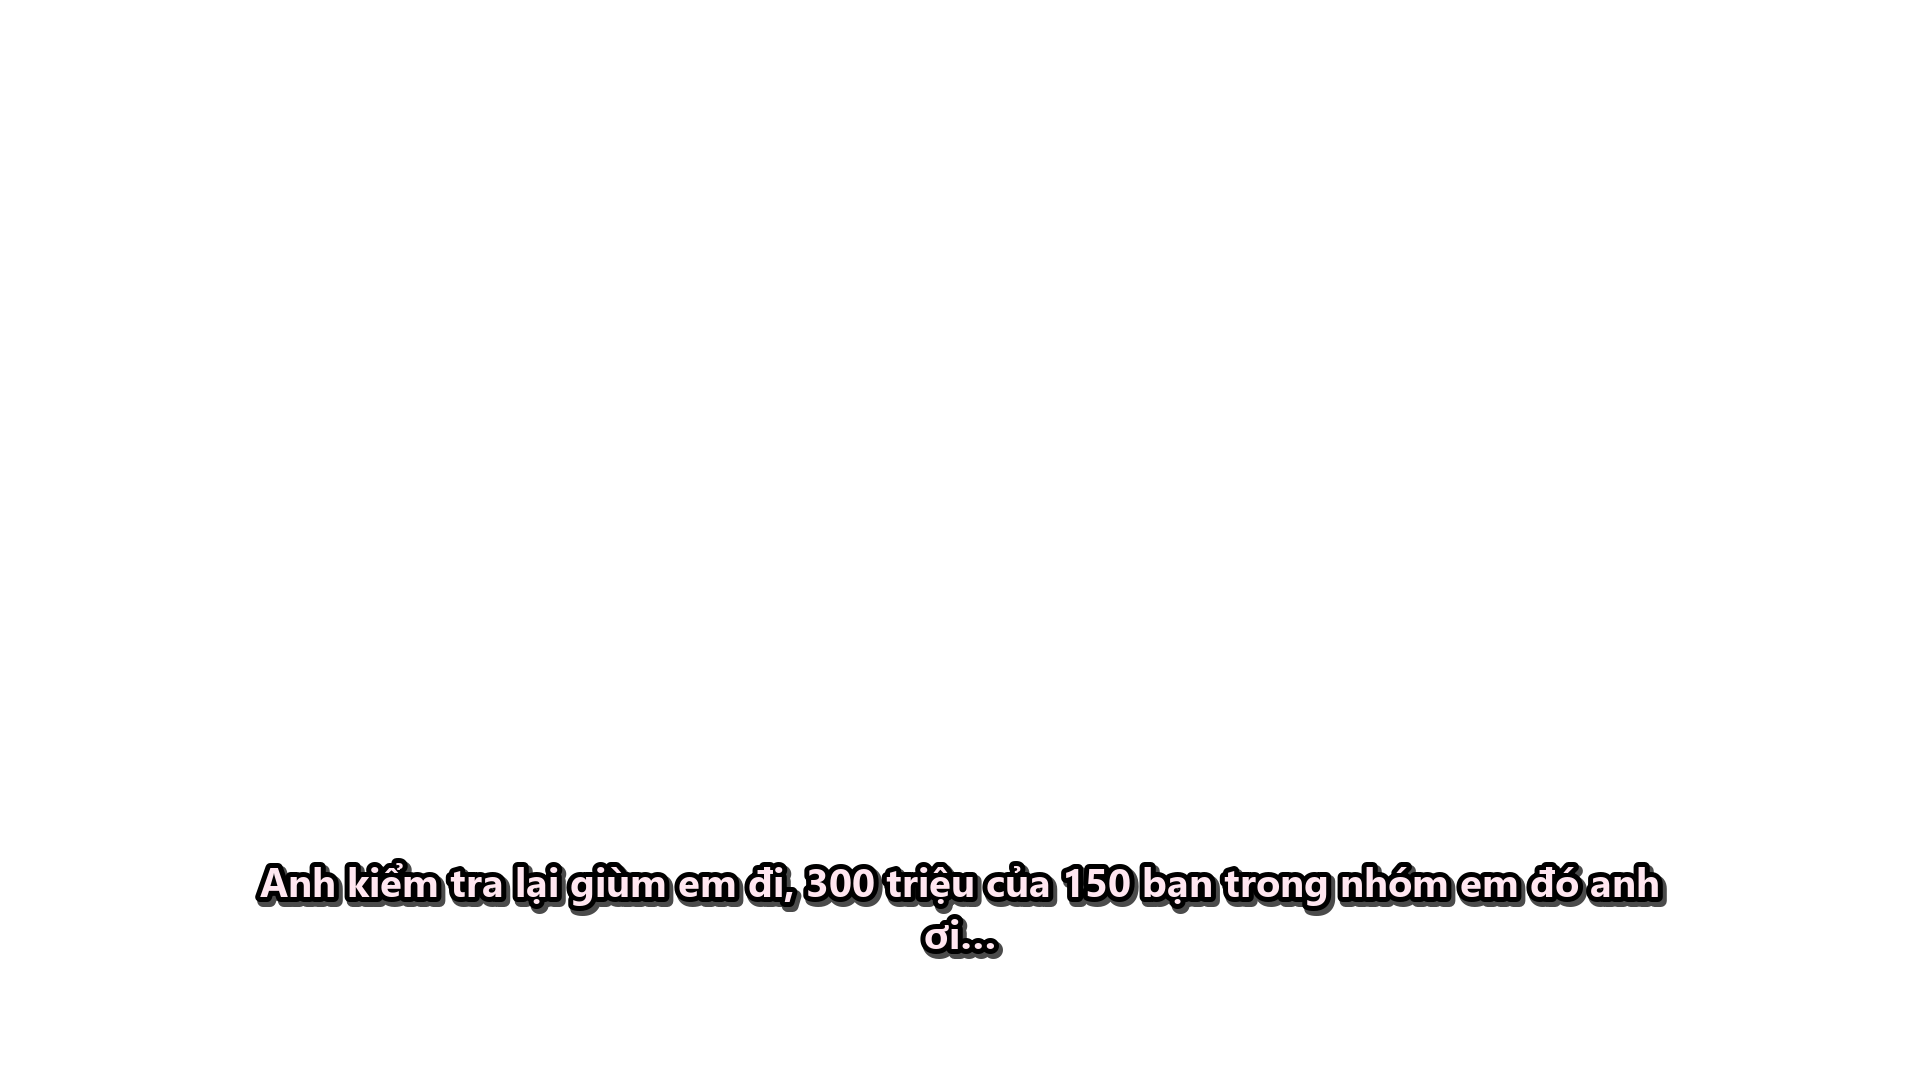 Anh kiểm tra lại giùm em đi, 300 triệu của 150 bạn trong nhóm em đó anh
ơi...